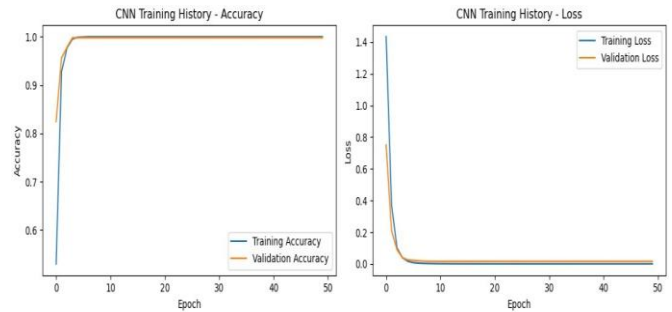 CNN Training History - Accuracy
Accuracy
1.0
0.9
0.8
0.7
0.6
0
10
20
30
40
50
Epoch
Training Accuracy
Validation Accuracy
CNN Training History - Loss
Loss
1.4
1.2
1.0
0.8
0.6
0.4
0.2
0.0
0
10
20
30
40
50
Epoch
Training Loss
Validation Loss